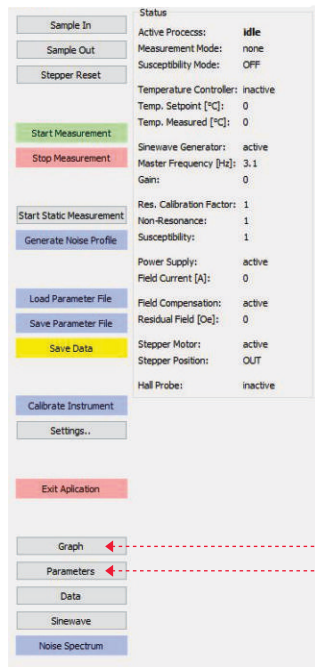 Sample In
Sample Out
Stepper Reset
Start Measurement
Stop Measurement
Start Static Measurement
Generate Noise Profile
Load Parameter File
Save Parameter File
Save Data
Calibrate Instrument
Settings..
Exit Aplication
Graph
Parameters
Data
Sinewave
Noise Spectrum
Status
Active Procecss: idle
Measurement Mode: none
Susceptibility Mode: OFF
Temperature Controller: inactive
Temp. Setpoint [°C]: 0
Temp. Measured [°C]: 0
Sinewave Generator: active
Master Frequency [Hz]: 3.1
Gain: 0
Res. Calibration Factor: 1
Non-Resonance: 1
Susceptibility: 1
Power Supply: active
Field Current [A]: 0
Field Compensation: active
Residual Field [Oe]: 0
Stepper Motor: active
Stepper Position: OUT
Hall Probe: inactive